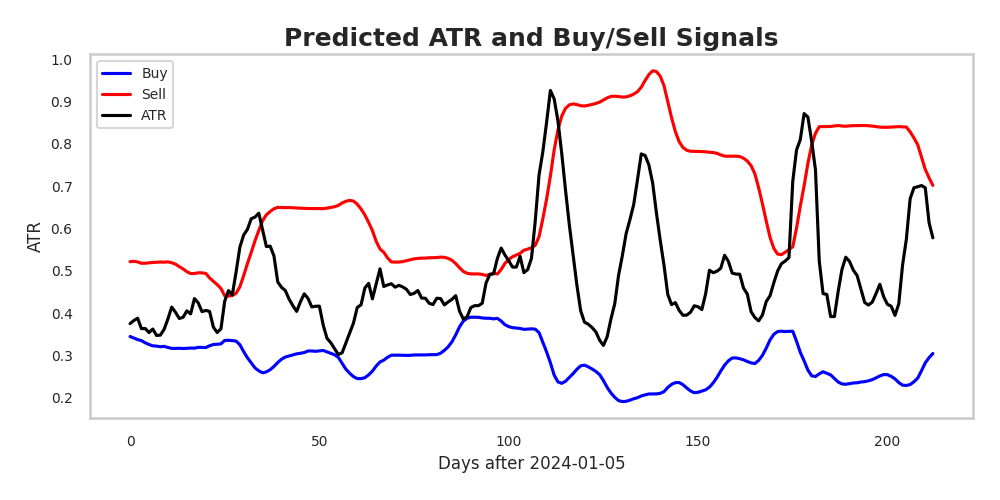 Predicted ATR and Buy/Sell Signals
Buy
Sell
ATR
1.0
0.9
0.8
0.7
0.6
0.5
0.4
0.3
0.2
ATR
0
50
100
150
200
Days after 2024-01-05